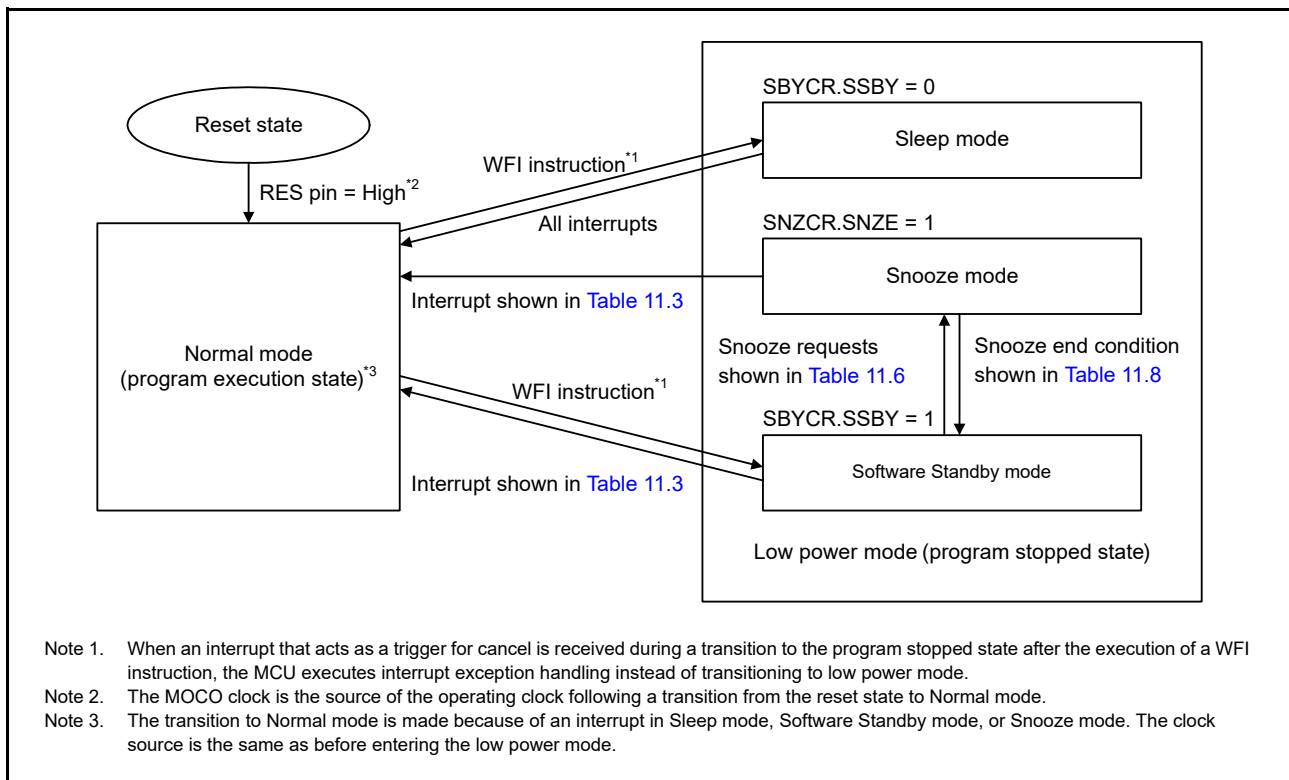 SBYCR.SSBY = 0
Reset state
Sleep mode
WFI instruction*1
RES pin = High*2
All interrupts
SNZCR.SNZE = 1
Snooze mode
Interrupt shown in Table 11.3
Normal mode
(program execution state)*3
Snooze requests
shown in Table 11.6
Snooze end condition
shown in Table 11.8
WFI instruction*1
SBYCR.SSBY = 1
Software Standby mode
Interrupt shown in Table 11.3
Low power mode (program stopped state)
Note 1. When an interrupt that acts as a trigger for cancel is received during a transition to the program stopped state after the execution of a WFI
instruction, the MCU executes interrupt exception handling instead of transitioning to low power mode.
Note 2. The MOCO clock is the source of the operating clock following a transition from the reset state to Normal mode.
Note 3. The transition to Normal mode is made because of an interrupt in Sleep mode, Software Standby mode, or Snooze mode. The clock
source is the same as before entering the low power mode.